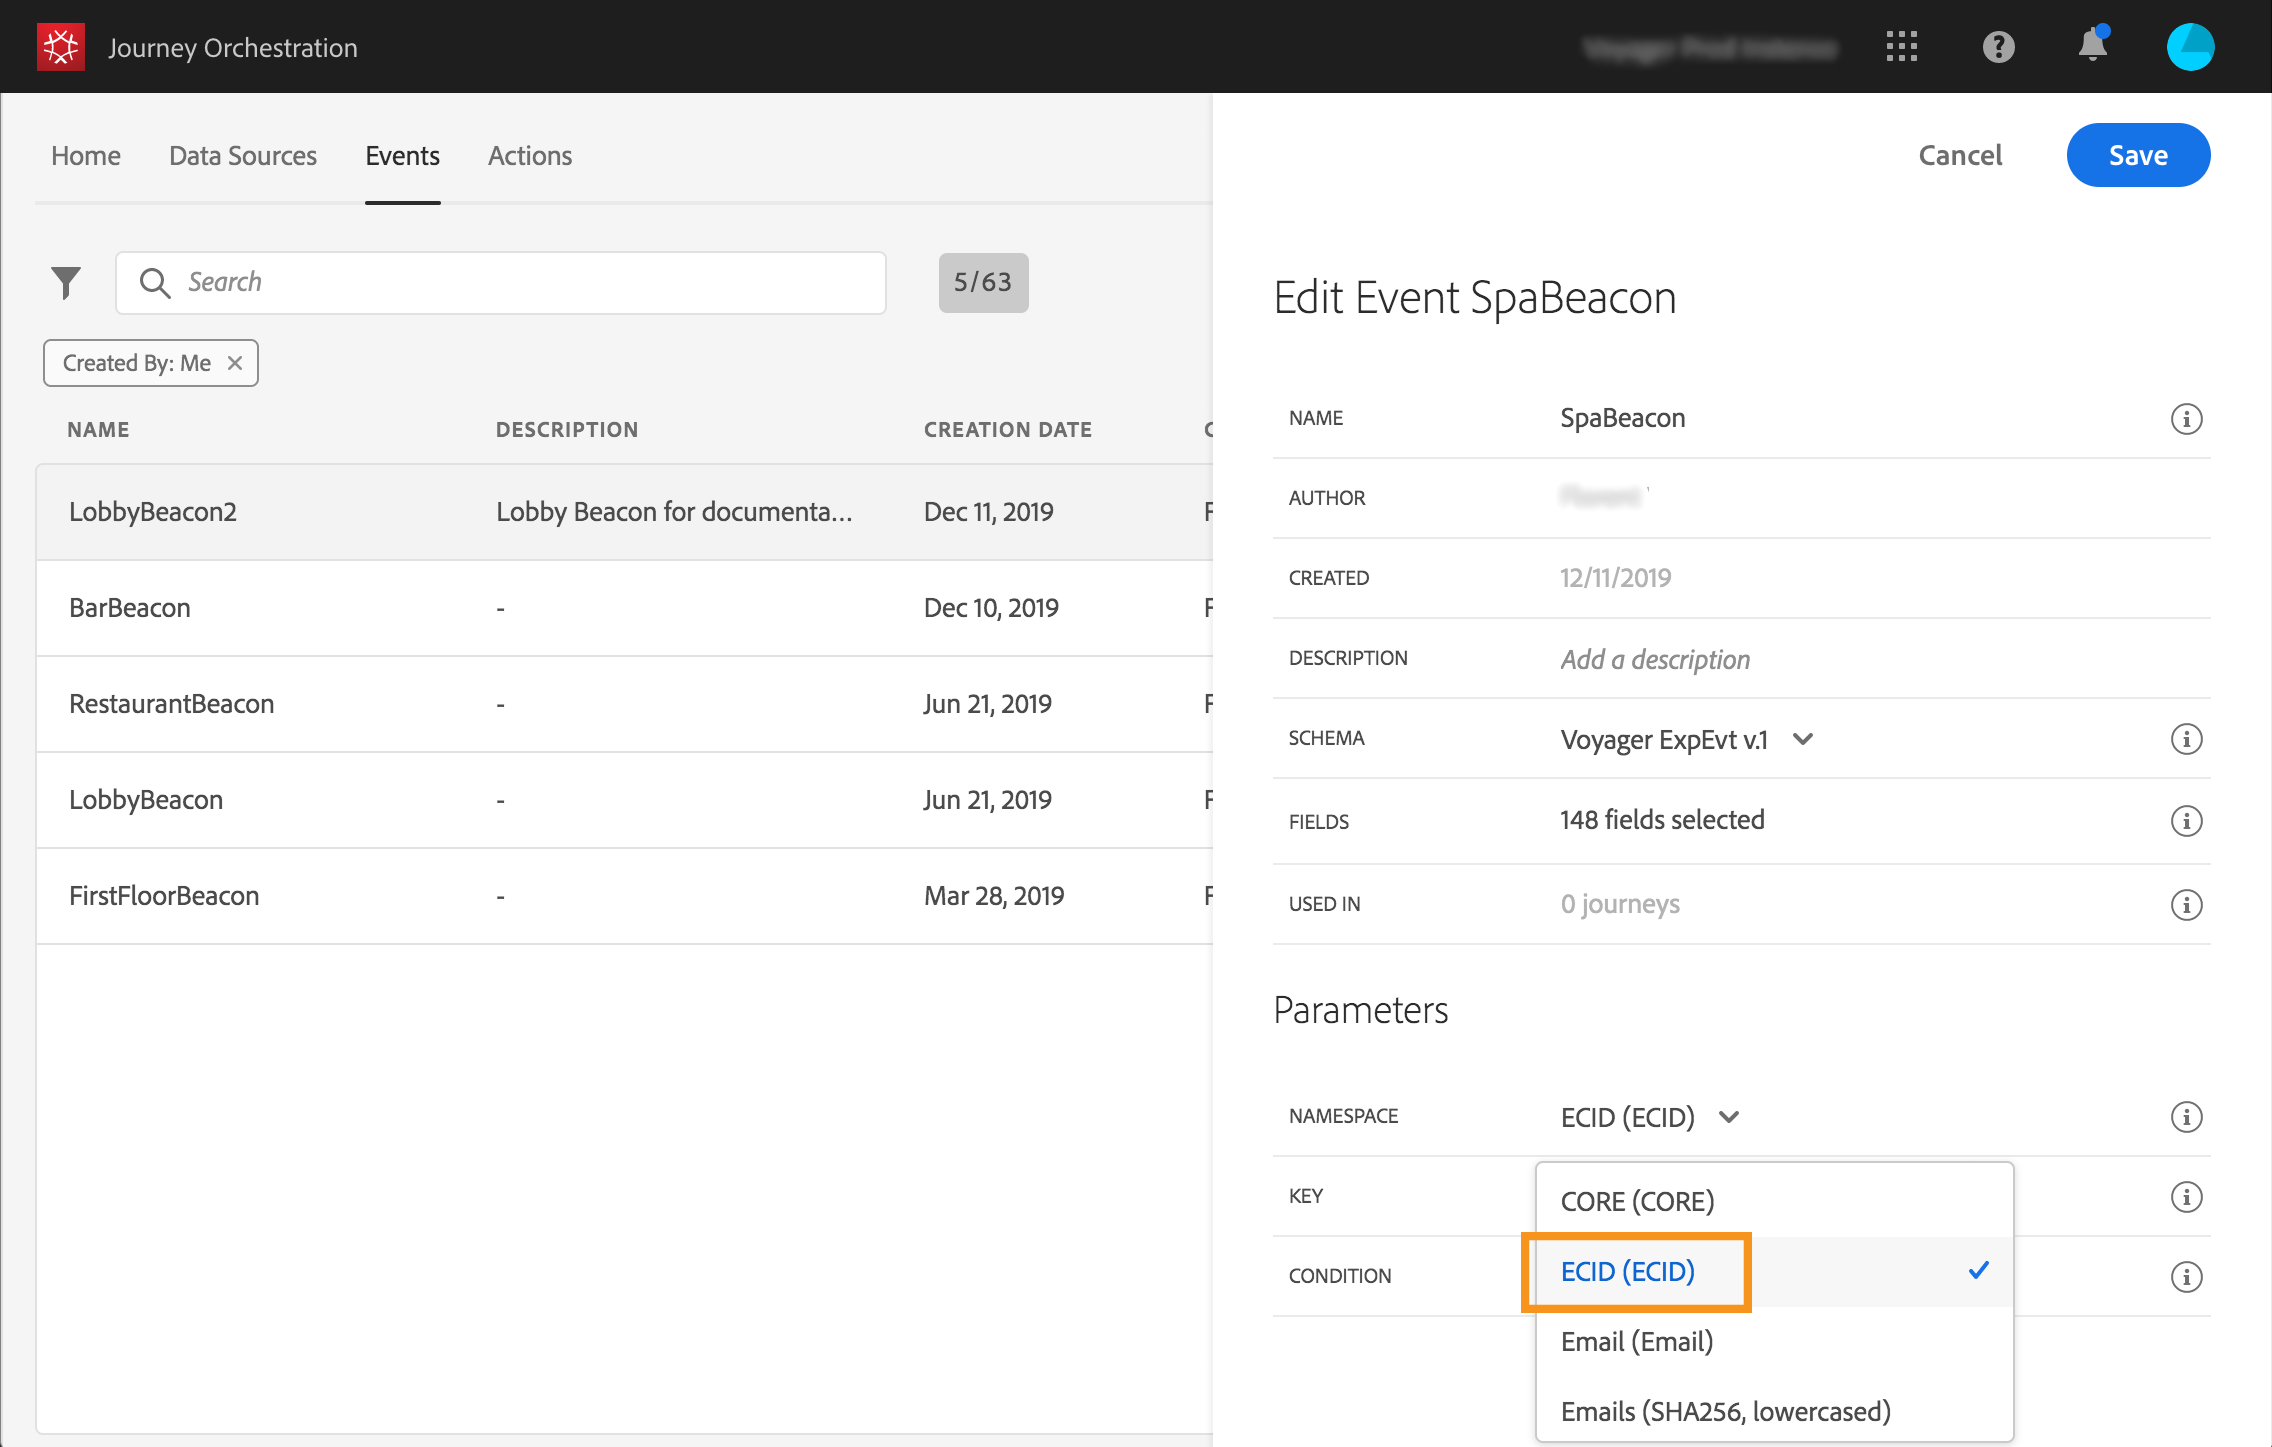 Journey Orchestration
Home Data Sources Events Actions
Search
5/63
Created By: Me
NAME DESCRIPTION CREATION DATE
LobbyBeacon2 Lobby Beacon for documenta... Dec 11, 2019
BarBeacon - Dec 10, 2019
RestaurantBeacon - Jun 21, 2019
LobbyBeacon - Jun 21, 2019
FirstFloorBeacon - Mar 28, 2019
Cancel Save
Edit Event SpaBeacon
NAME SpaBeacon
AUTHOR
CREATED 12/11/2019
DESCRIPTION Add a description
SCHEMA Voyager ExpEvt v.1
FIELDS 148 fields selected
USED IN 0 journeys
Parameters
NAMESPACE ECID (ECID)
KEY
CONDITION
CORE (CORE)
ECID (ECID)
Email (Email)
Emails (SHA256, lowercased)